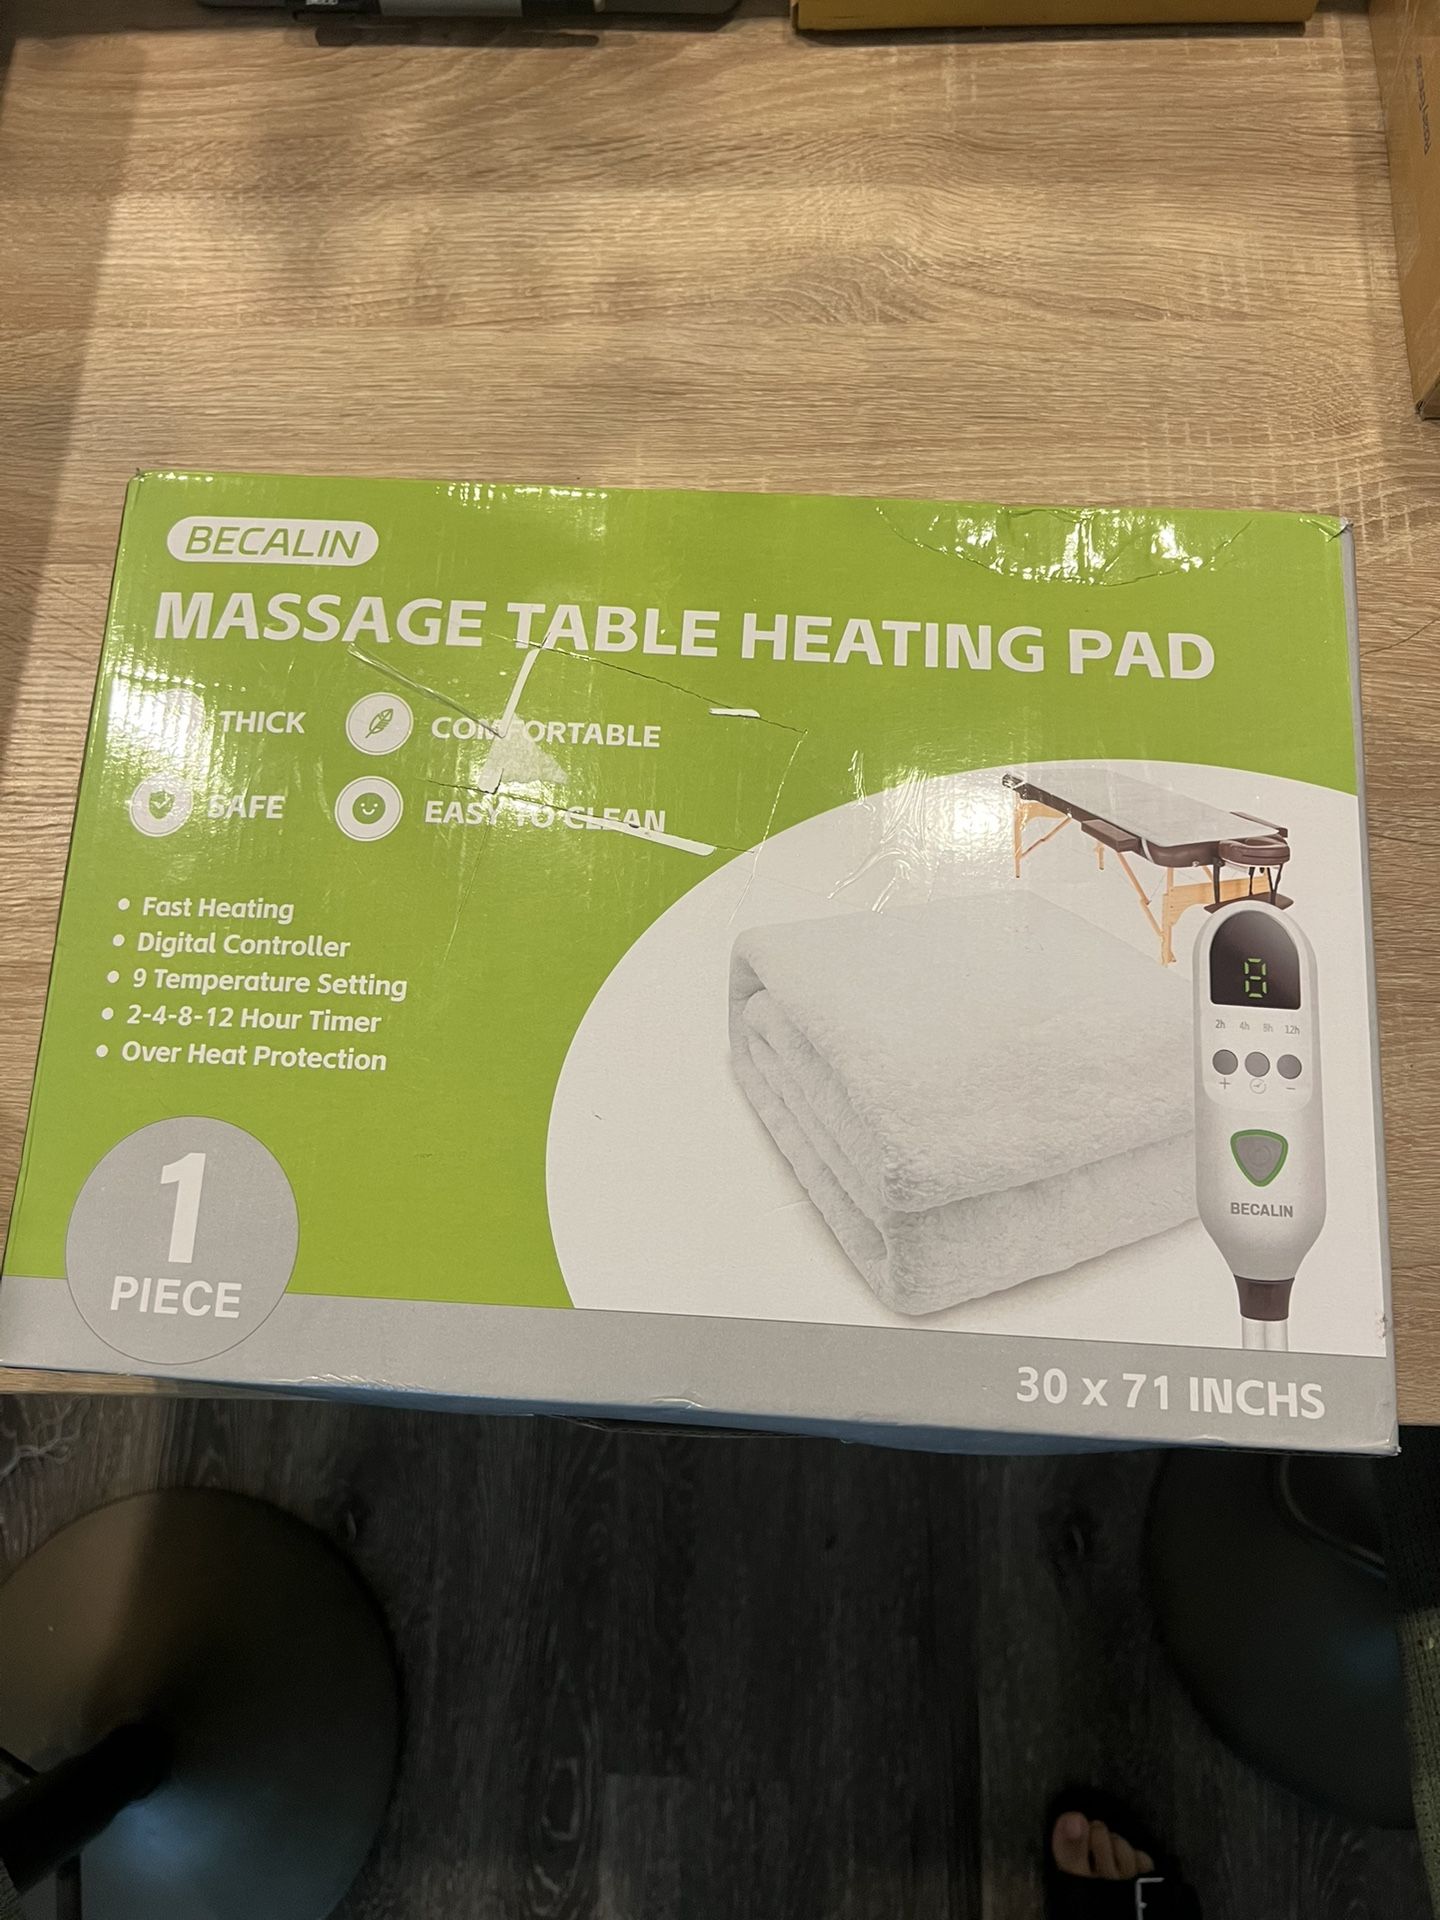 BECALIN
MASSAGE TABLE HEATING PAD
THICK
COMFORTABLE
SAFE
EASY TO CLEAN
• Fast Heating
• Digital Controller
• 9 Temperature Setting
• 2-4-8-12 Hour Timer
• Over Heat Protection
8
2h 4h 8h 12h
+ −
BECALIN
1
PIECE
30 x 71 INCHS